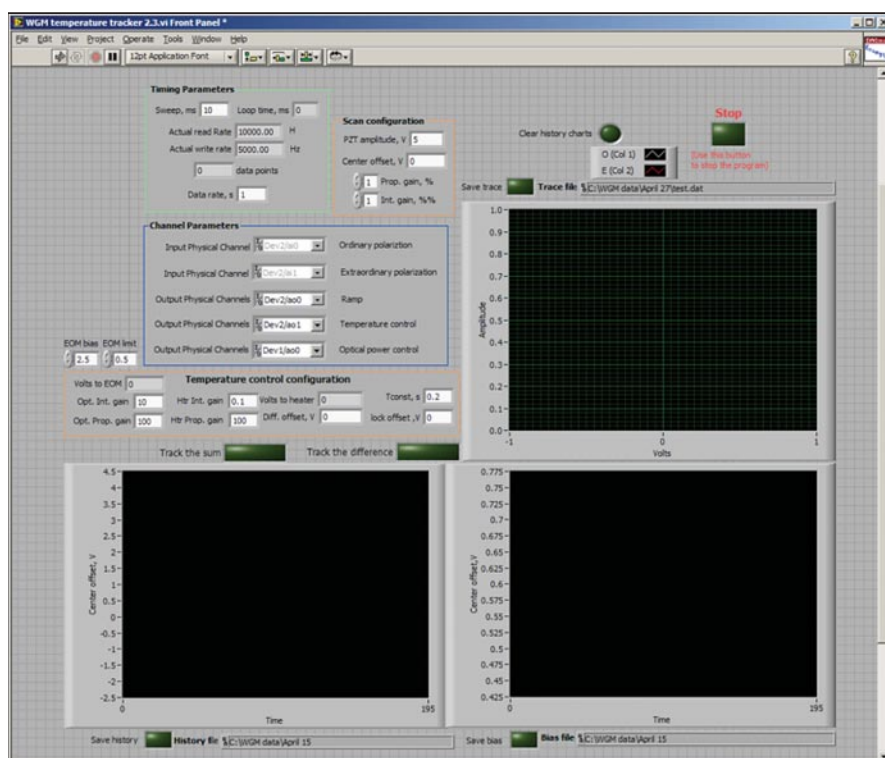 WGM temperature tracker 2.3.vi Front Panel *
File Edit View Project Operate Tools Window Help
12pt Application Font
Timing Parameters
Sweep, ms 10 Loop time, ms 0
Actual read Rate 10000.00 H
Actual write rate 5000.00 Hz
0 data points
Data rate, s 1
Scan configuration
PZT amplitude, V 5
Center offset, V 0
1 Prop. gain, %
1 Int. gain, %%
Clear history charts
Stop
(Use this button
to stop the program)
O (Col 1)
E (Col 2)
Save trace Trace file C:\WGM data\April 27\test.dat
Channel Parameters
Input Physical Channel Dev2/ai0 Ordinary polariztion
Input Physical Channel Dev2/ai1 Extraordinary polarization
Output Physical Channels Dev2/ao0 Ramp
Output Physical Channels Dev2/ao1 Temperature control
Output Physical Channels Dev1/ao0 Optical power control
EOM bias EOM limit
2.5 0.5
Volts to EOM 0 Temperature control configuration
Opt. Int. gain 10 Htr Int. gain 0.1 Volts to heater 0 Tconst, s 0.2
Opt. Prop. gain 100 Htr Prop. gain 100 Diff. offset, V 0 lock offset ,V 0
Track the sum Track the difference
Amplitude
1.0
0.9
0.8
0.7
0.6
0.5
0.4
0.3
0.2
0.1
0.0
-1 0 1
Volts
Center offset, V
4.5
4
3.5
3
2.5
2
1.5
1
0.5
0
-0.5
-1
-1.5
-2
-2.5
0 195
Time
Center offset,V
0.775
0.75
0.725
0.7
0.675
0.65
0.625
0.6
0.575
0.55
0.525
0.5
0.475
0.45
0.425
0 195
Time
Save history History file C:\WGM data\April 15
Save bias Bias file C:\WGM data\April 15